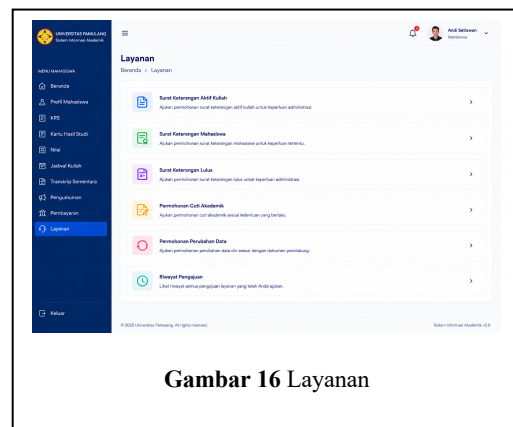 UNIVERSITAS PAMULANG
Sistem Informasi Akademik
MENU MAHASISWA
Beranda
Profil Mahasiswa
KRS
Kartu Hasil Studi
Nilai
Jadwal Kuliah
Transkrip Sementara
Pengumuman
Pembayaran
Layanan
Keluar
Andi Setiawan
Mahasiswa
Layanan
Beranda > Layanan
Surat Keterangan Aktif Kuliah
Ajukan permohonan surat keterangan aktif kuliah untuk keperluan administrasi.
Surat Keterangan Mahasiswa
Ajukan permohonan surat keterangan mahasiswa untuk keperluan tertentu.
Surat Keterangan Lulus
Ajukan permohonan surat keterangan lulus untuk keperluan administrasi.
Permohonan Cuti Akademik
Ajukan permohonan cuti akademik sesuai ketentuan yang berlaku.
Permohonan Perubahan Data
Ajukan permohonan perubahan data diri sesuai dengan dokumen pendukung.
Riwayat Pengajuan
Lihat riwayat semua pengajuan layanan yang telah Anda ajukan.
© 2025 Universitas Pamulang. All rights reserved.
Sistem Informasi Akademik v2.0
Gambar 16 Layanan